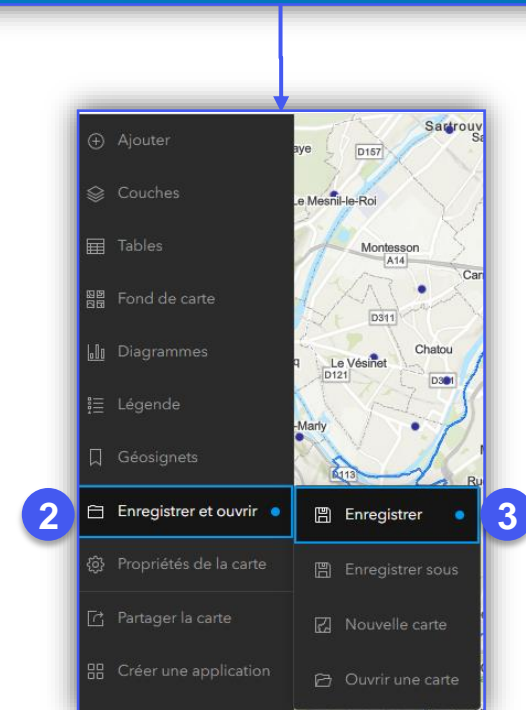 Ajouter
Couches
Tables
Fond de carte
Diagrammes
Légende
Géosignets
2
Enregistrer et ouvrir
Propriétés de la carte
Partager la carte
Créer une application
Enregistrer
3
Enregistrer sous
Nouvelle carte
Ouvrir une carte
Sartrouv
aye
D157
Le Mesnil-le-Roi
Montesson
A14
D311
Chatou
Le Vésinet
D121
-Marly
D113